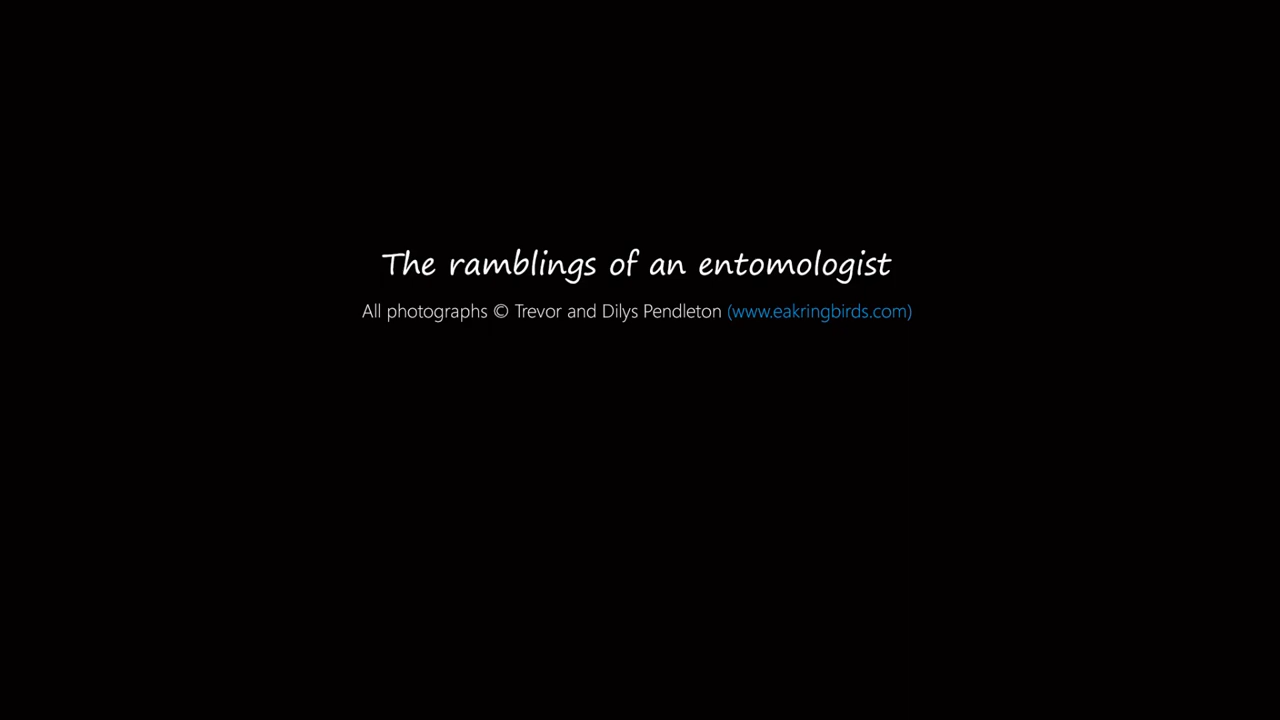 The ramblings of an entomologist
All photographs © Trevor and Dilys Pendleton (www.eakringbirds.com)